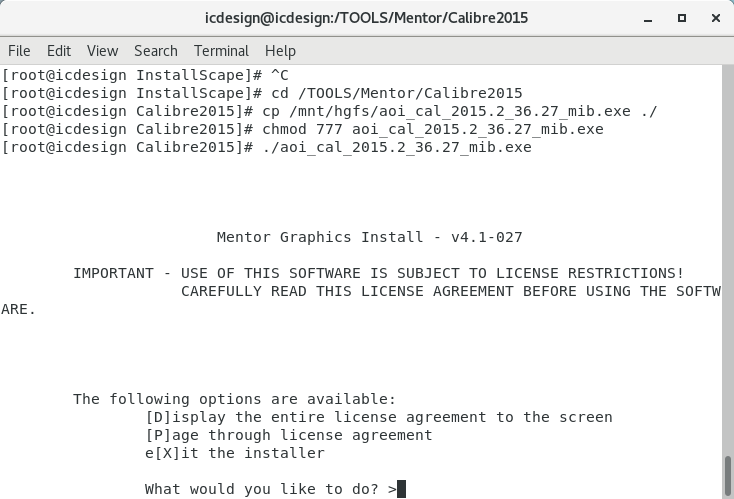 icdesign@icdesign:/TOOLS/Mentor/Calibre2015
File Edit View Search Terminal Help
[root@icdesign InstallScape]# ^C
[root@icdesign InstallScape]# cd /TOOLS/Mentor/Calibre2015
[root@icdesign Calibre2015]# cp /mnt/hgfs/aoi_cal_2015.2_36.27_mib.exe ./
[root@icdesign Calibre2015]# chmod 777 aoi_cal_2015.2_36.27_mib.exe
[root@icdesign Calibre2015]# ./aoi_cal_2015.2_36.27_mib.exe
Mentor Graphics Install - v4.1-027
IMPORTANT - USE OF THIS SOFTWARE IS SUBJECT TO LICENSE RESTRICTIONS!
CAREFULLY READ THIS LICENSE AGREEMENT BEFORE USING THE SOFTW
ARE.
The following options are available:
[D]isplay the entire license agreement to the screen
[P]age through license agreement
e[X]it the installer
What would you like to do? >